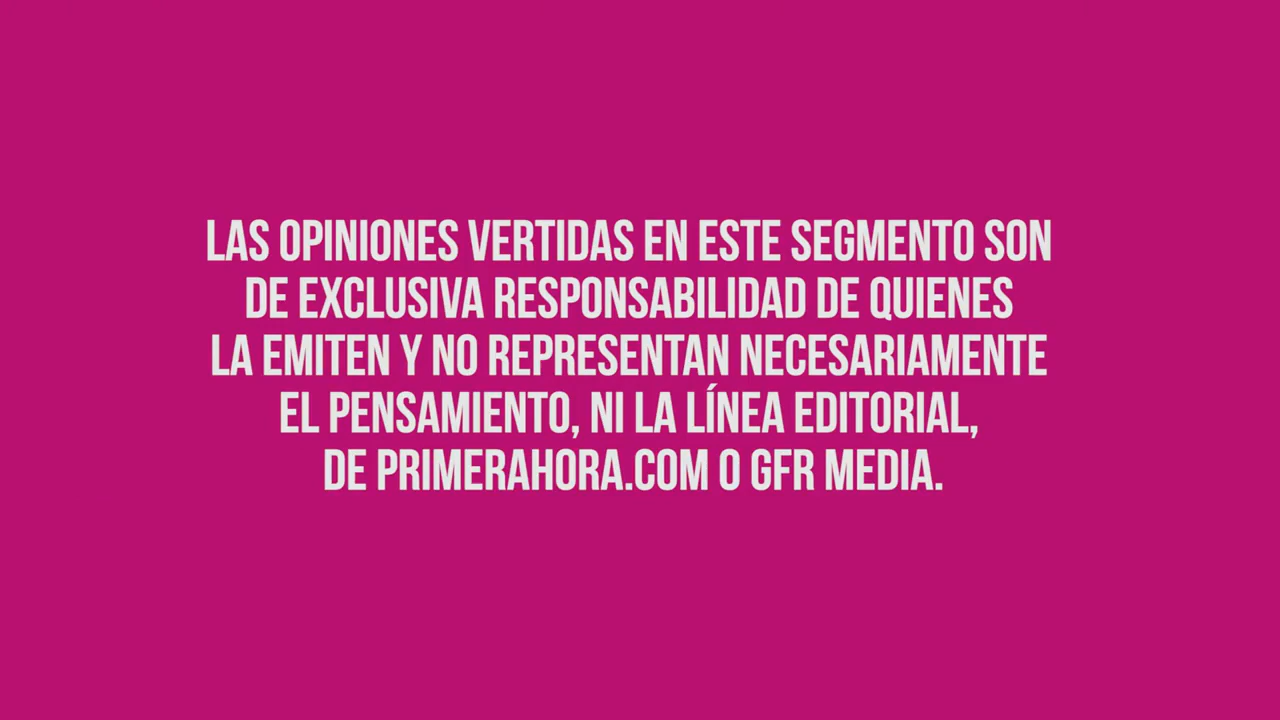 LAS OPINIONES VERTIDAS EN ESTE SEGMENTO SON
DE EXCLUSIVA RESPONSABILIDAD DE QUIENES
LA EMITEN Y NO REPRESENTAN NECESARIAMENTE
EL PENSAMIENTO, NI LA LÍNEA EDITORIAL,
DE PRIMERAHORA.COM O GFR MEDIA.